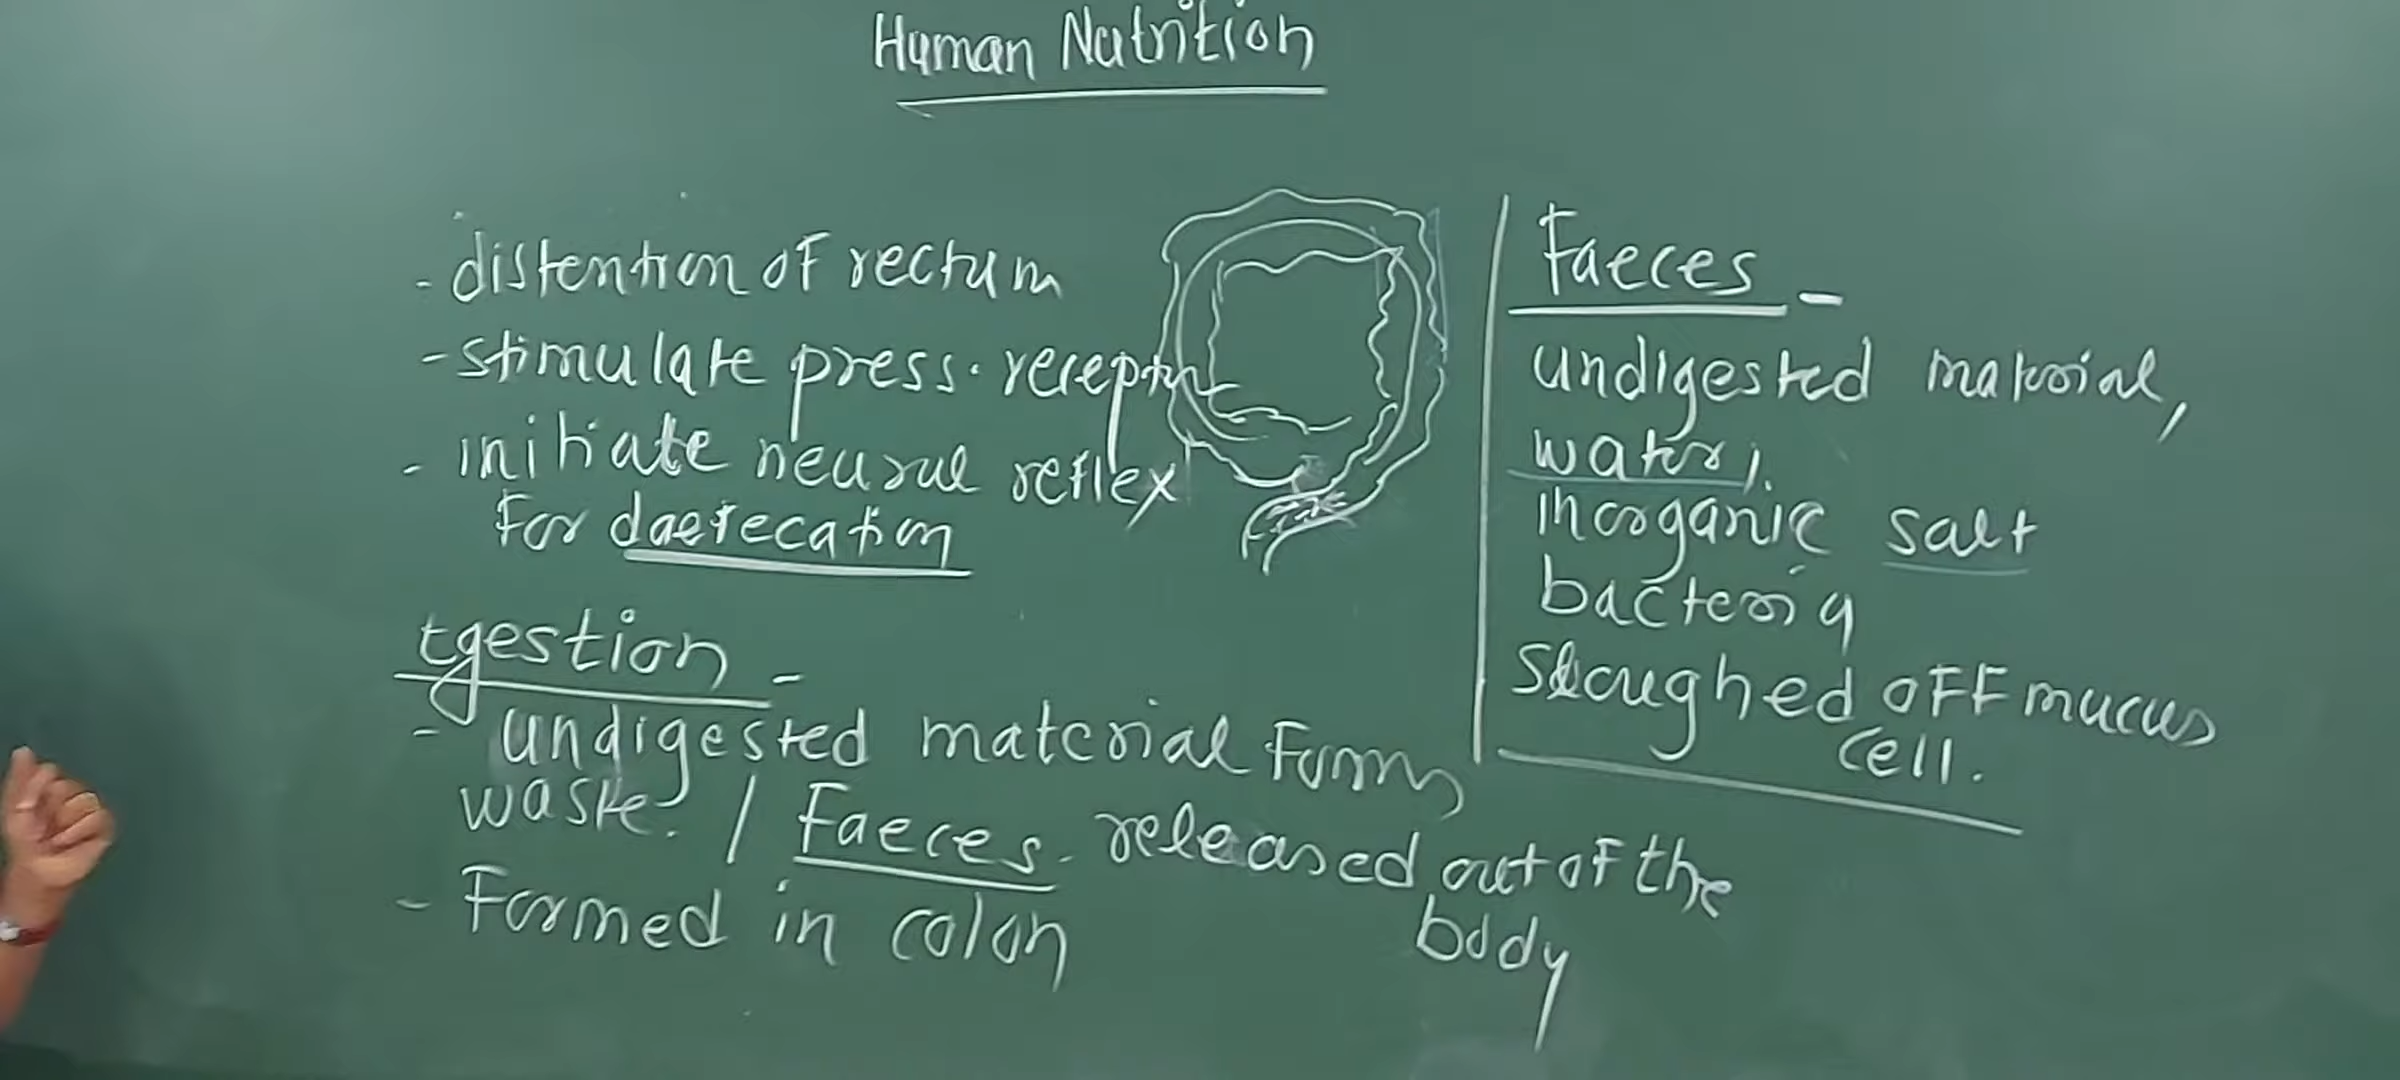 Human Nutrition
- distention of rectum
- stimulate press. receptor
- initiate neural reflex
for daefecation
Egestion -
- undigested material forms
waste. / Faeces. released out of the
body
- Formed in colon
Faeces -
undigested material,
water,
inorganic salt
bacteria
Sloughed off mucus
cell.